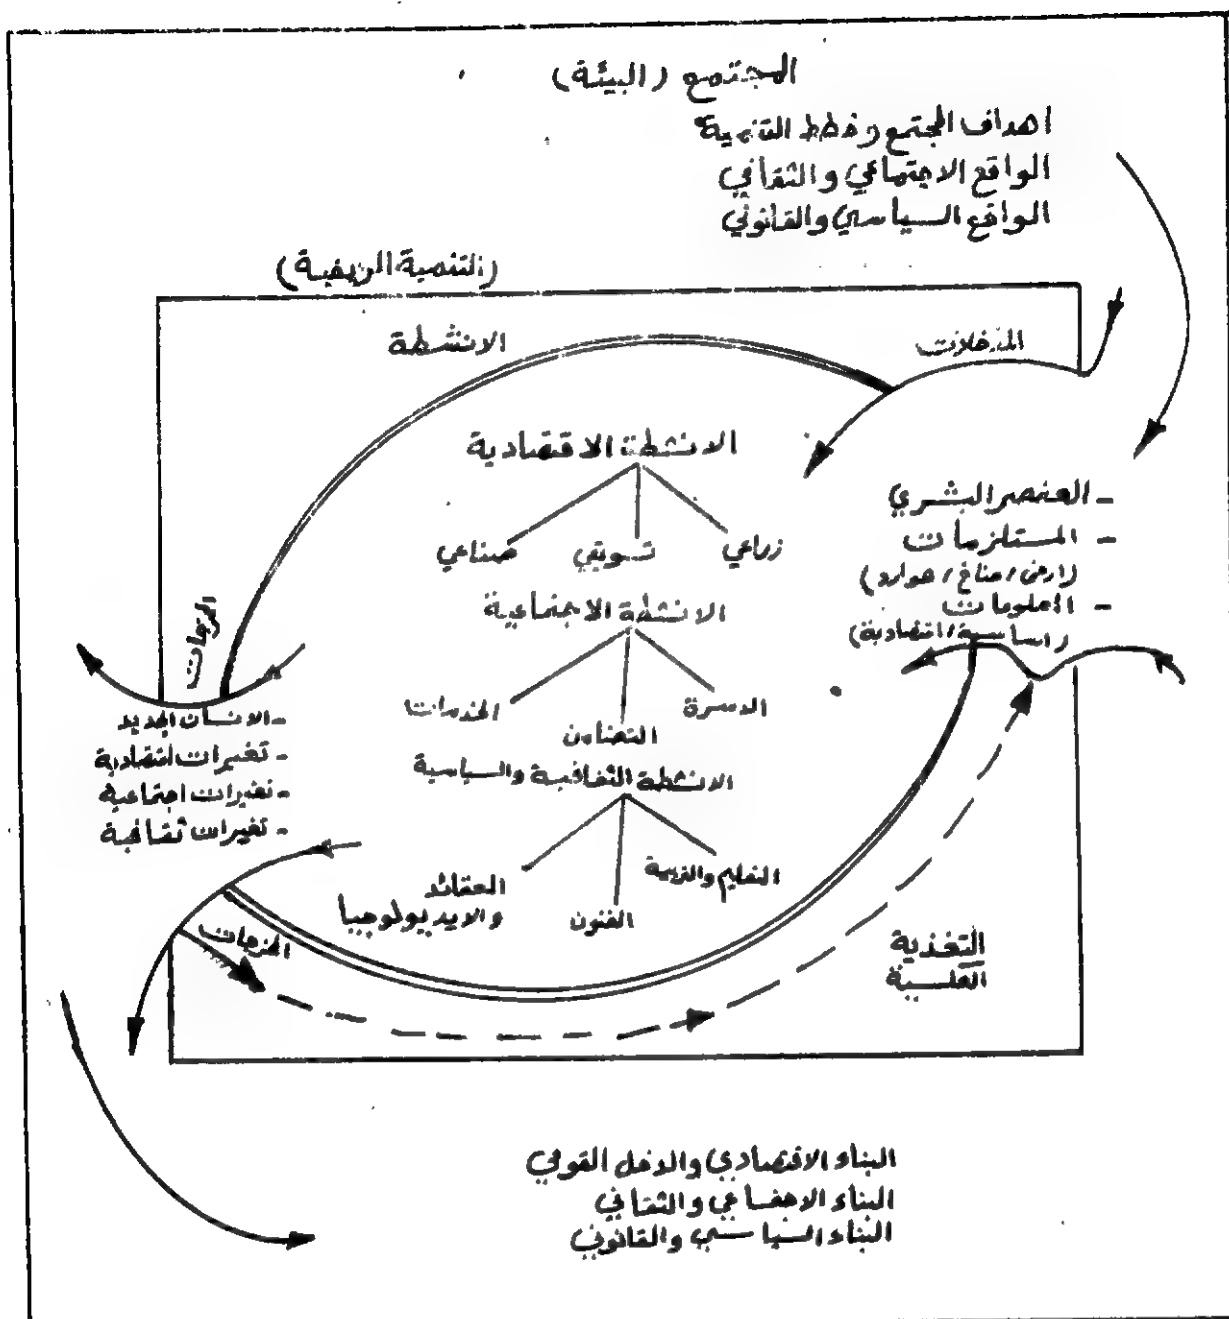 المجتمع (البيئة)
اهداف المجتمع وخطط التنمية
الواقع الاجتماعي والثقافي
الواقع السياسي والقانوني
(التنمية الريفية)
المدخلات
الانشطة
الانشطة الاقتصادية
زراعي
تسويقي
صناعي
- العنصر البشري
- المستلزمات
(ارض / مناخ / موارد)
- المعلومات
(اساسية / اقتصادية)
الانشطة الاجتماعية
الاسرة
التضامن
الخدمات
الانشطة الثقافية والسياسية
التعليم والتربية
الفنون
العقائد
والايديولوجيا
- الانسان الجديد
- تغيرات اقتصادية
- تغيرات اجتماعية
- تغيرات ثقافية
المخرجات
التغذية
العكسية
البناء الاقتصادي والدخل القومي
البناء الاجتماعي والثقافي
البناء السياسي والقانوني